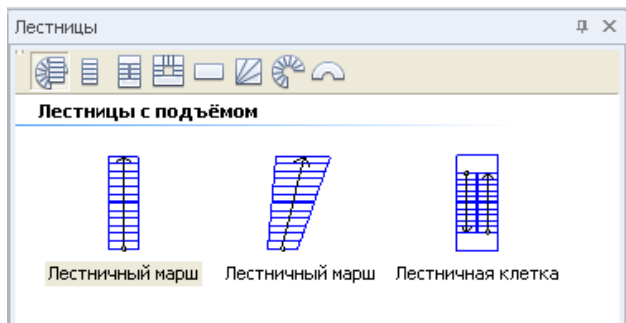 Лестницы
Лестницы с подъёмом
Лестничный марш Лестничный марш Лестничная клетка